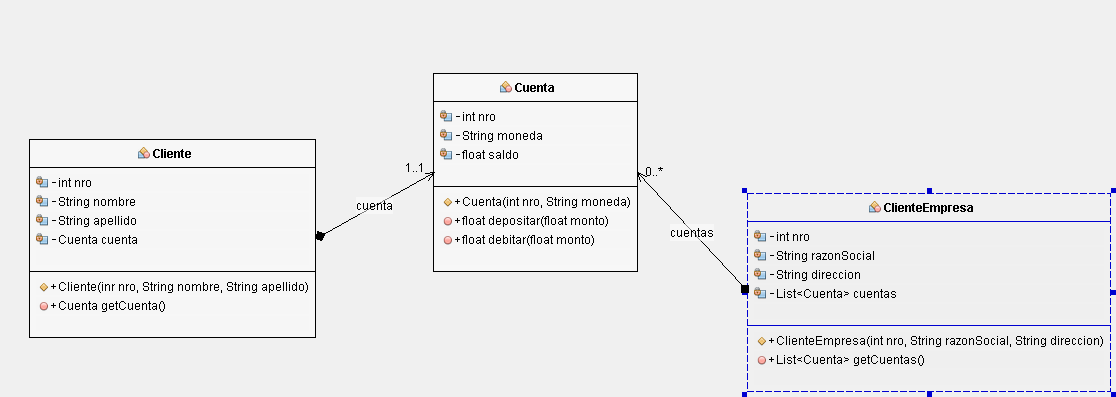 Cliente
- int nro
- String nombre
- String apellido
- Cuenta cuenta
+ Cliente(inr nro, String nombre, String apellido)
+ Cuenta getCuenta()
cuenta
1..1
Cuenta
- int nro
- String moneda
- float saldo
+ Cuenta(int nro, String moneda)
+ float depositar(float monto)
+ float debitar(float monto)
0..*
cuentas
ClienteEmpresa
- int nro
- String razonSocial
- String direccion
- List<Cuenta> cuentas
+ ClienteEmpresa(int nro, String razonSocial, String direccion)
+ List<Cuenta> getCuentas()